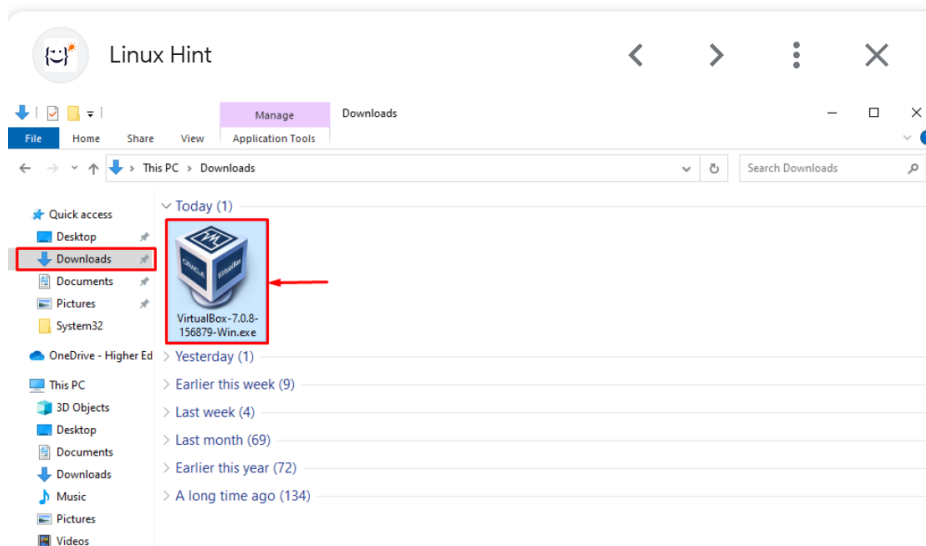 Linux Hint
Manage
Downloads
File
Home
Share
View
Application Tools
This PC > Downloads
Search Downloads
Quick access
Desktop
Downloads
Documents
Pictures
System32
OneDrive - Higher Ed
This PC
3D Objects
Desktop
Documents
Downloads
Music
Pictures
Videos
Today (1)
ORACLE
VirtualBox
VirtualBox-7.0.8-
156879-Win.exe
Yesterday (1)
Earlier this week (9)
Last week (4)
Last month (69)
Earlier this year (72)
A long time ago (134)